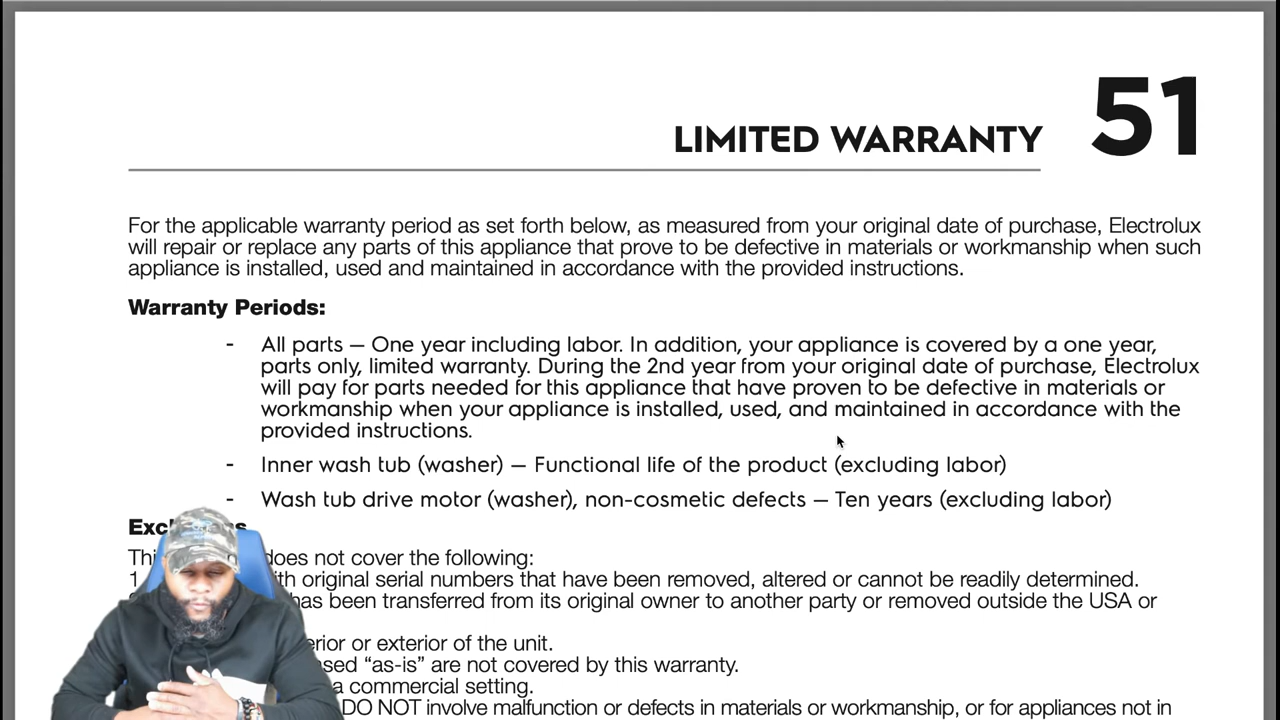 51
LIMITED WARRANTY
For the applicable warranty period as set forth below, as measured from your original date of purchase, Electrolux
will repair or replace any parts of this appliance that prove to be defective in materials or workmanship when such
appliance is installed, used and maintained in accordance with the provided instructions.
Warranty Periods:
- All parts — One year including labor. In addition, your appliance is covered by a one year,
parts only, limited warranty. During the 2nd year from your original date of purchase, Electrolux
will pay for parts needed for this appliance that have proven to be defective in materials or
workmanship when your appliance is installed, used, and maintained in accordance with the
provided instructions.
- Inner wash tub (washer) — Functional life of the product (excluding labor)
- Wash tub drive motor (washer), non-cosmetic defects — Ten years (excluding labor)
does not cover the following:
original serial numbers that have been removed, altered or cannot be readily determined.
has been transferred from its original owner to another party or removed outside the USA or
or exterior of the unit.
“as-is” are not covered by this warranty.
a commercial setting.
DO NOT involve malfunction or defects in materials or workmanship, or for appliances not in